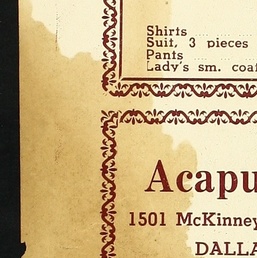 Shirts
Suit, 3 pieces
Pants
Lady's sm. coat
Acapu
1501 McKinney
DALLA